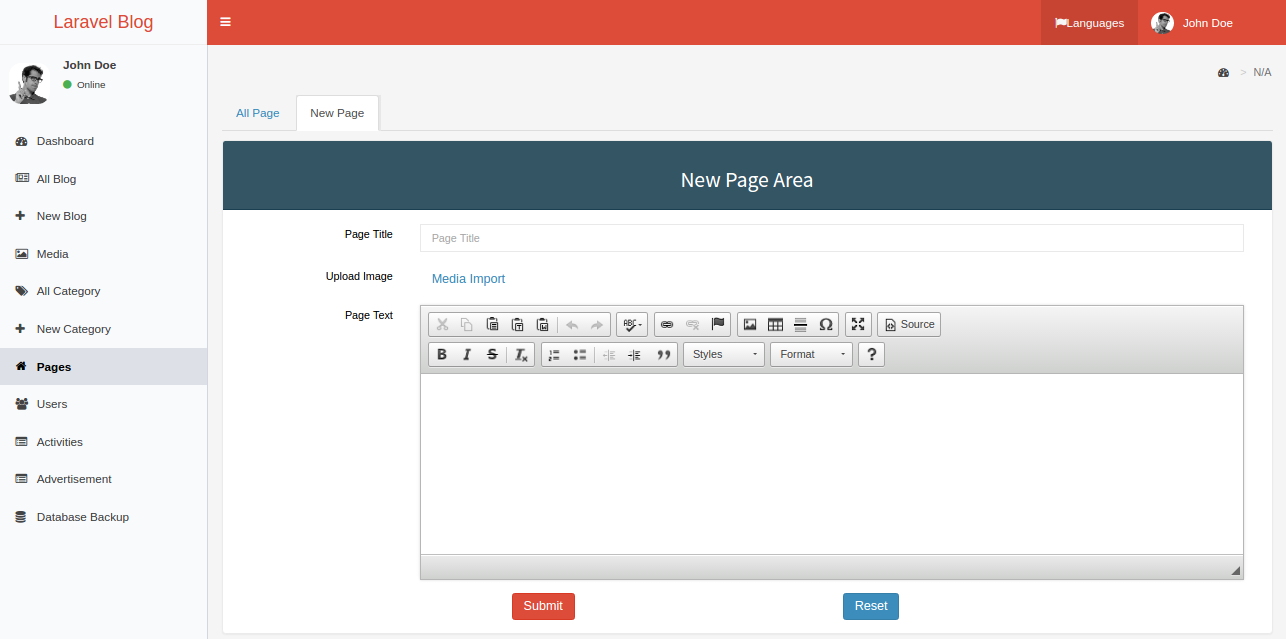 Laravel Blog
Languages
John Doe
John Doe
Online
> N/A
Dashboard
All Blog
New Blog
Media
All Category
New Category
Pages
Users
Activities
Advertisement
Database Backup
All Page
New Page
New Page Area
Page Title
Page Title
Upload Image
Media Import
Page Text
ABC
Ω
Source
B I S Tx
Styles
Format
?
Submit
Reset